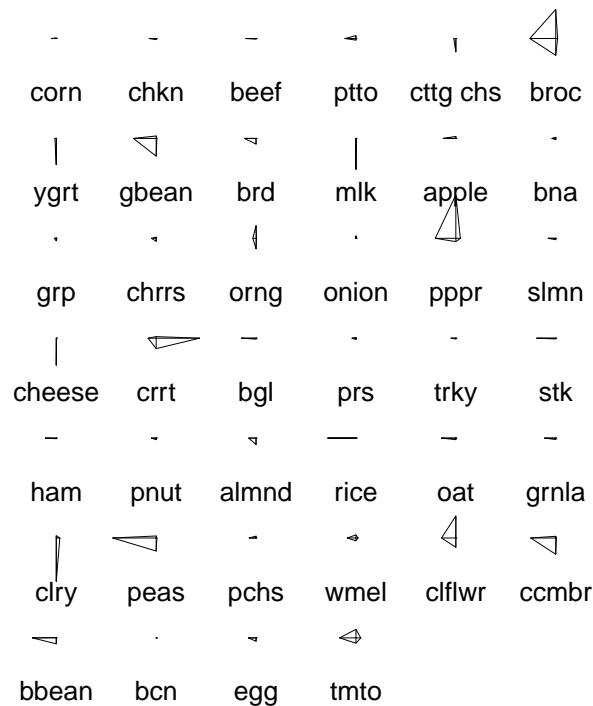 corn chkn beef ptto cttg chs broc
ygrt gbean brd mlk apple bna
grp chrrs orng onion pppr slmn
cheese crrt bgl prs trky stk
ham pnut almnd rice oat grnla
clry peas pchs wmel clflwr ccmbr
bbean bcn egg tmto